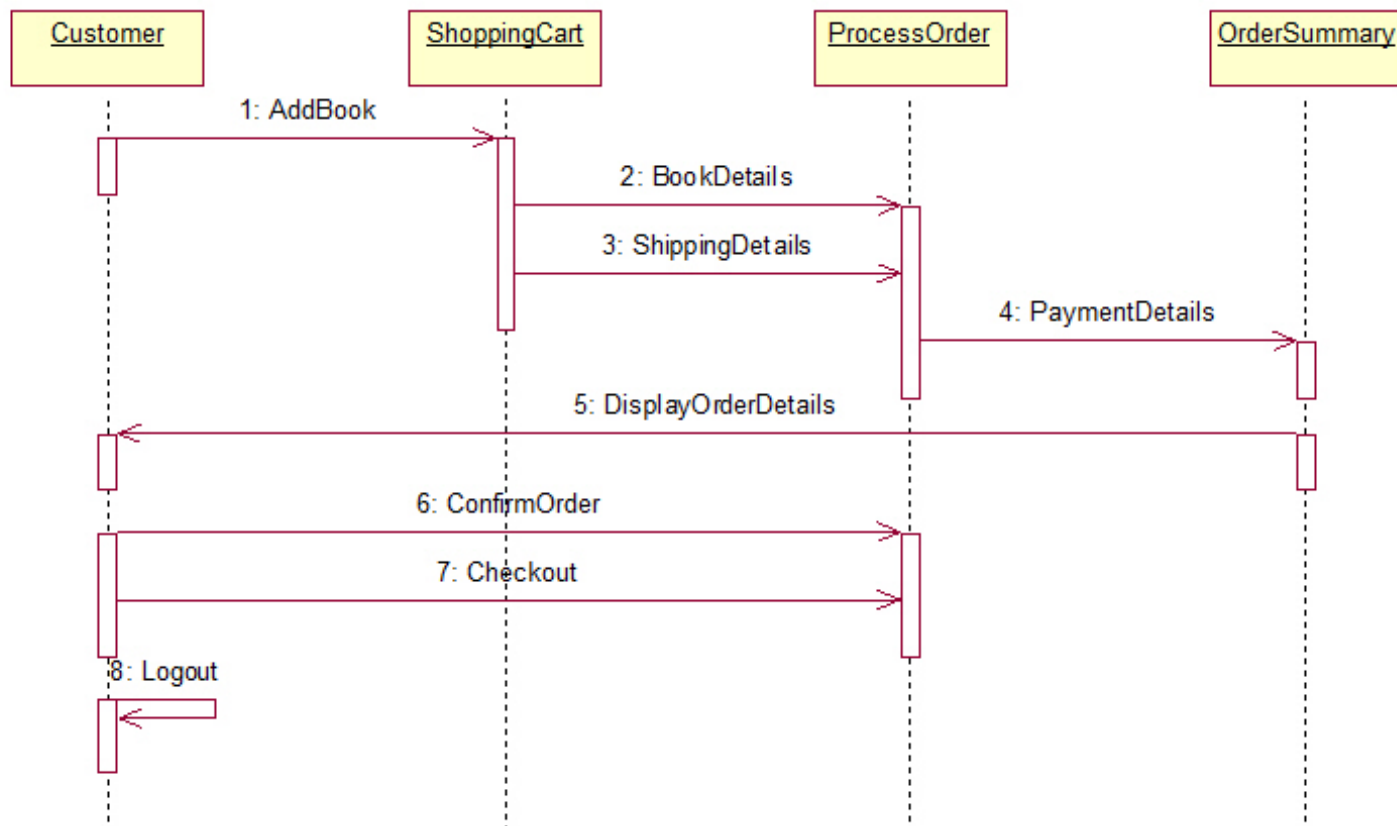 Customer
ShoppingCart
ProcessOrder
OrderSummary
1: AddBook
2: BookDetails
3: ShippingDetails
4: PaymentDetails
5: DisplayOrderDetails
6: ConfirmOrder
7: Checkout
8: Logout